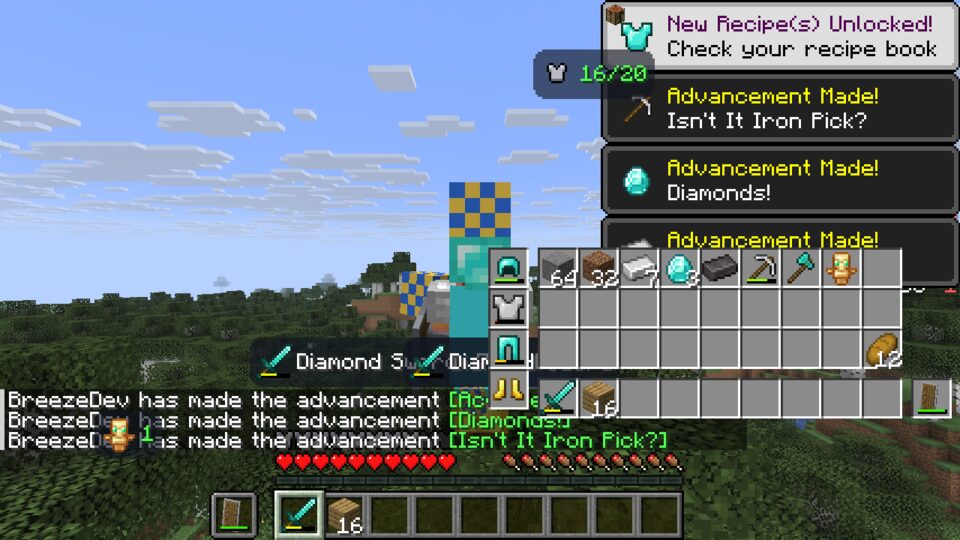 New Recipe(s) Unlocked!
Check your recipe book
16/20
Advancement Made!
Isn't It Iron Pick?
Advancement Made!
Diamonds!
Advancement Made!
64 32 7 3
12
Diamond
BreezeDev has made the advancement
16
has made the advancement [Diamonds!]
1
made the advancement [Isn't It Iron Pick?]
16